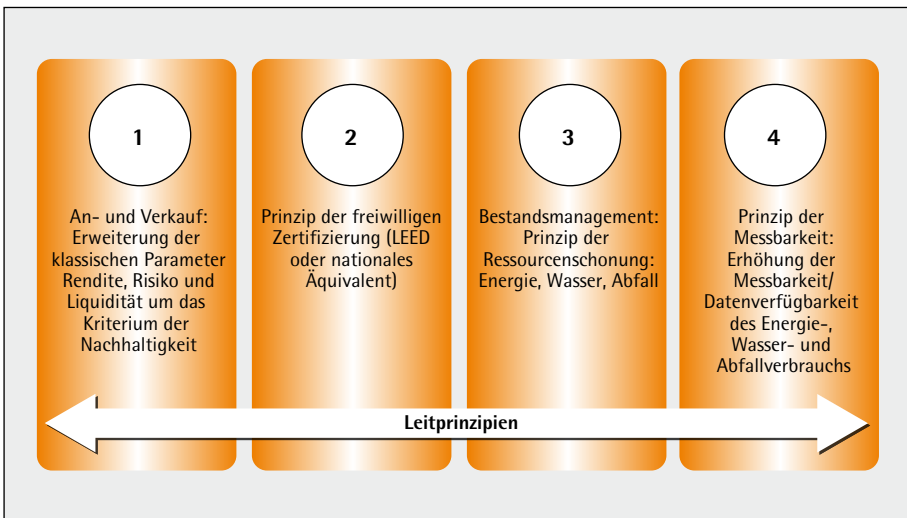 1
An- und Verkauf:
Erweiterung der
klassischen Parameter
Rendite, Risiko und
Liquidität um das
Kriterium der
Nachhaltigkeit
2
Prinzip der freiwilligen
Zertifizierung (LEED
oder nationales
Äquivalent)
3
Bestandsmanagement:
Prinzip der
Ressourcenschonung:
Energie, Wasser, Abfall
4
Prinzip der
Messbarkeit:
Erhöhung der
Messbarkeit/
Datenverfügbarkeit
des Energie-,
Wasser- und
Abfallverbrauchs
Leitprinzipien